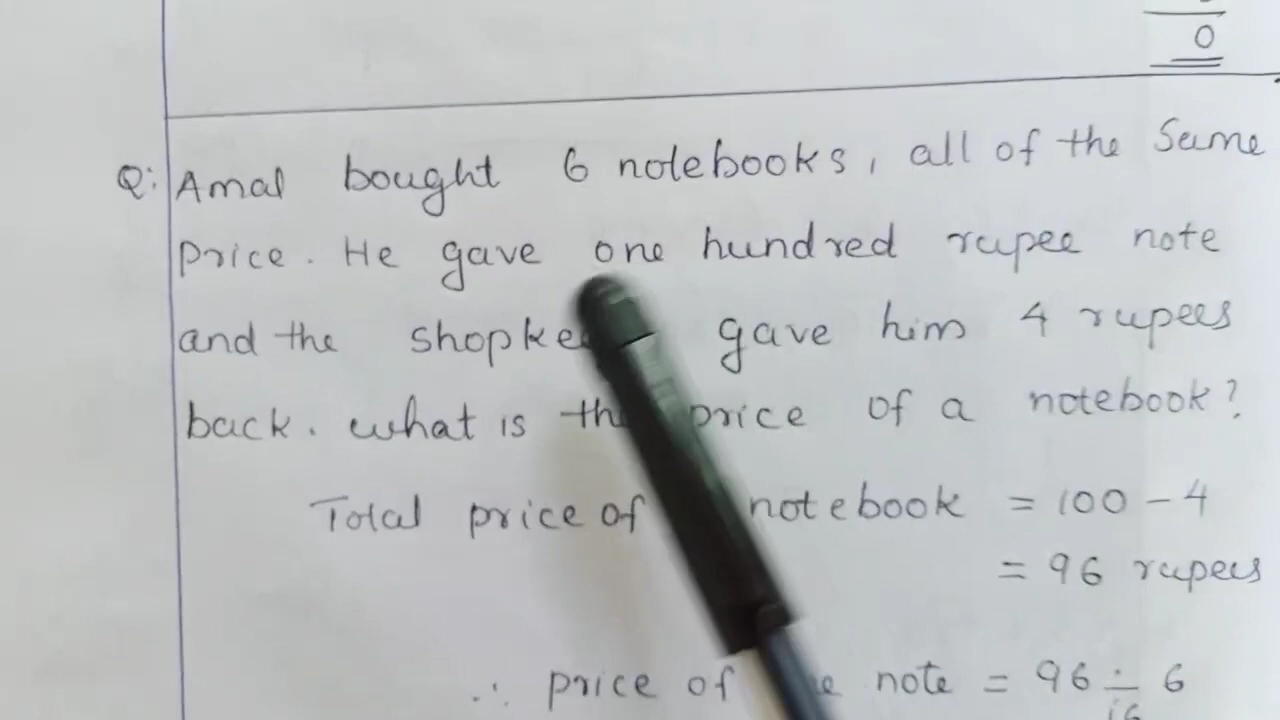 0
Q: Amal bought 6 notebooks, all of the same
price. He gave one hundred rupee note
and the gave him 4 rupees
back. what is price of a notebook?
Total price of notebook = 100 - 4
= 96 rupees
∴ price of note = 96 ÷ 6
16